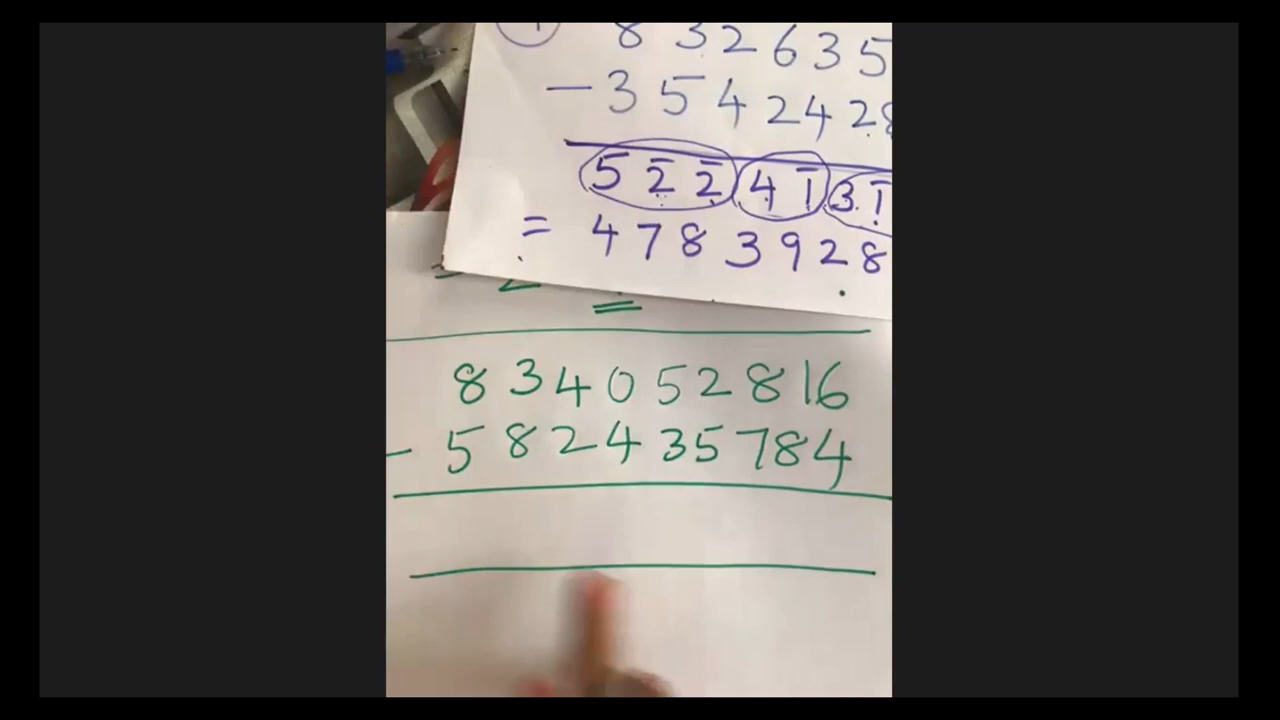 8 3 2 6 3 5
- 3 5 4 2 4 2 8
5 2̅ 2̅ 4 1̅ 3 1̅
= 4 7 8 3 9 2 8
8 3 4 0 5 2 8 1 6
- 5 8 2 4 3 5 7 8 4